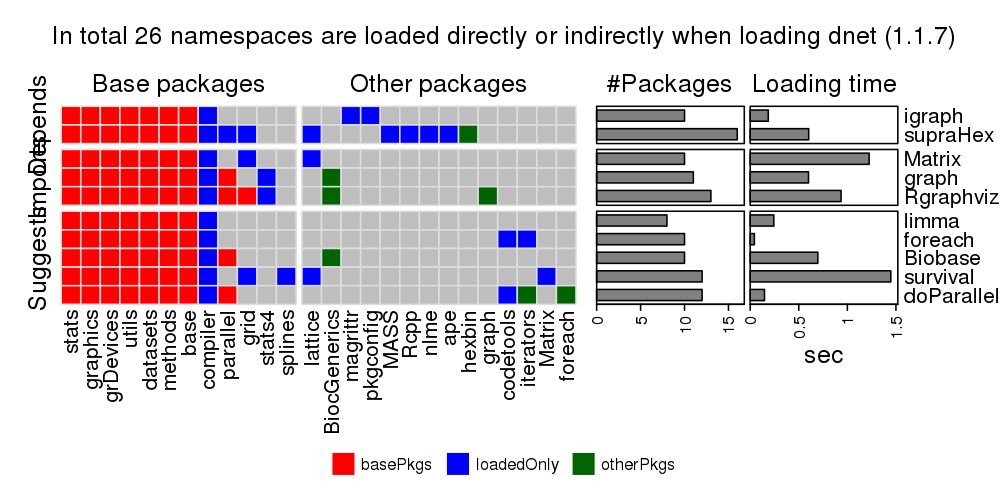 In total 26 namespaces are loaded directly or indirectly when loading dnet (1.1.7)
Base packages
Other packages
#Packages
Loading time
Depends
Imports
Suggests
igraph
supraHex
Matrix
graph
Rgraphviz
limma
foreach
Biobase
survival
doParallel
stats
graphics
grDevices
utils
datasets
methods
base
compiler
parallel
grid
stats4
splines
lattice
BiocGenerics
magrittr
pkgconfig
MASS
Rcpp
nlme
ape
hexbin
graph
codetools
iterators
Matrix
foreach
0 5 10 15
0 0.5 1 1.5
sec
basePkgs loadedOnly otherPkgs